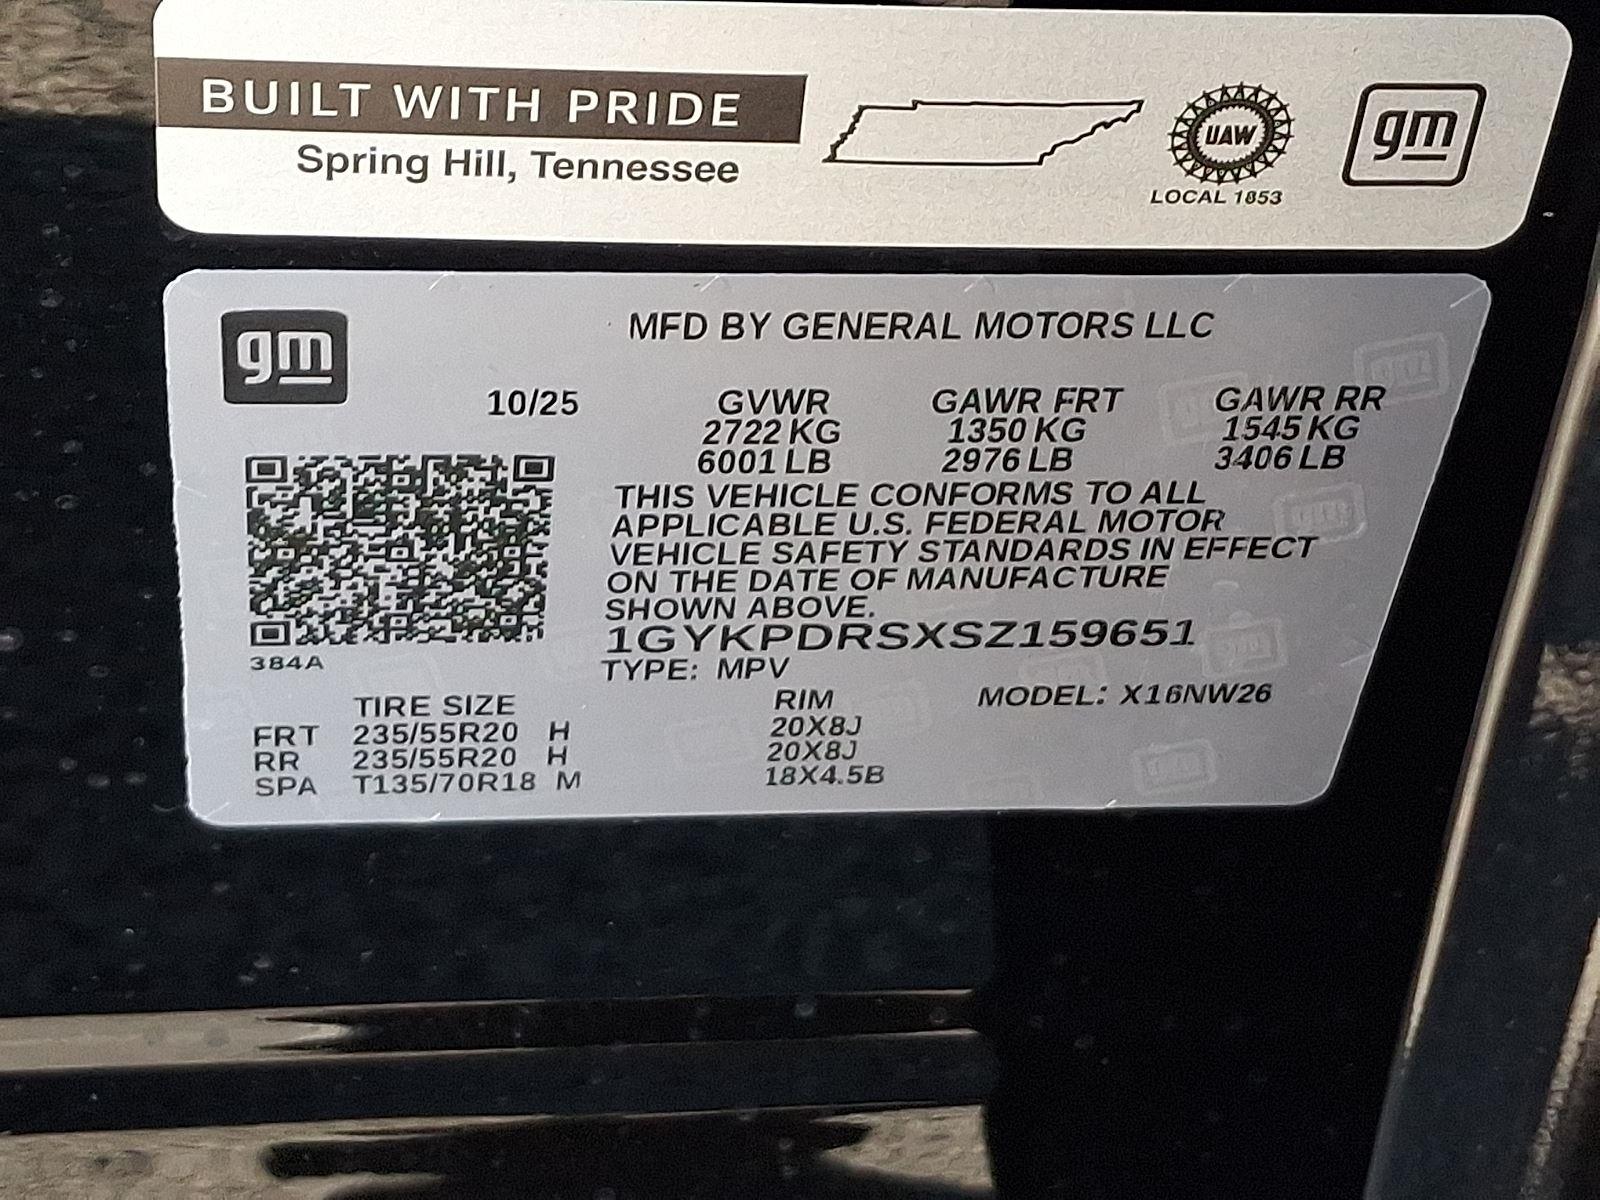 BUILT WITH PRIDE
Spring Hill, Tennessee
UAW
LOCAL 1853
gm
gm
MFD BY GENERAL MOTORS LLC
10/25 GVWR GAWR FRT GAWR RR
2722 KG 1350 KG 1545 KG
6001 LB 2976 LB 3406 LB
THIS VEHICLE CONFORMS TO ALL
APPLICABLE U.S. FEDERAL MOTOR
VEHICLE SAFETY STANDARDS IN EFFECT
ON THE DATE OF MANUFACTURE
SHOWN ABOVE.
1GYKPDRSXSZ159651
384A
TYPE: MPV
TIRE SIZE RIM MODEL: X16NW26
FRT 235/55R20 H 20X8J
RR 235/55R20 H 20X8J
SPA T135/70R18 M 18X4.5B